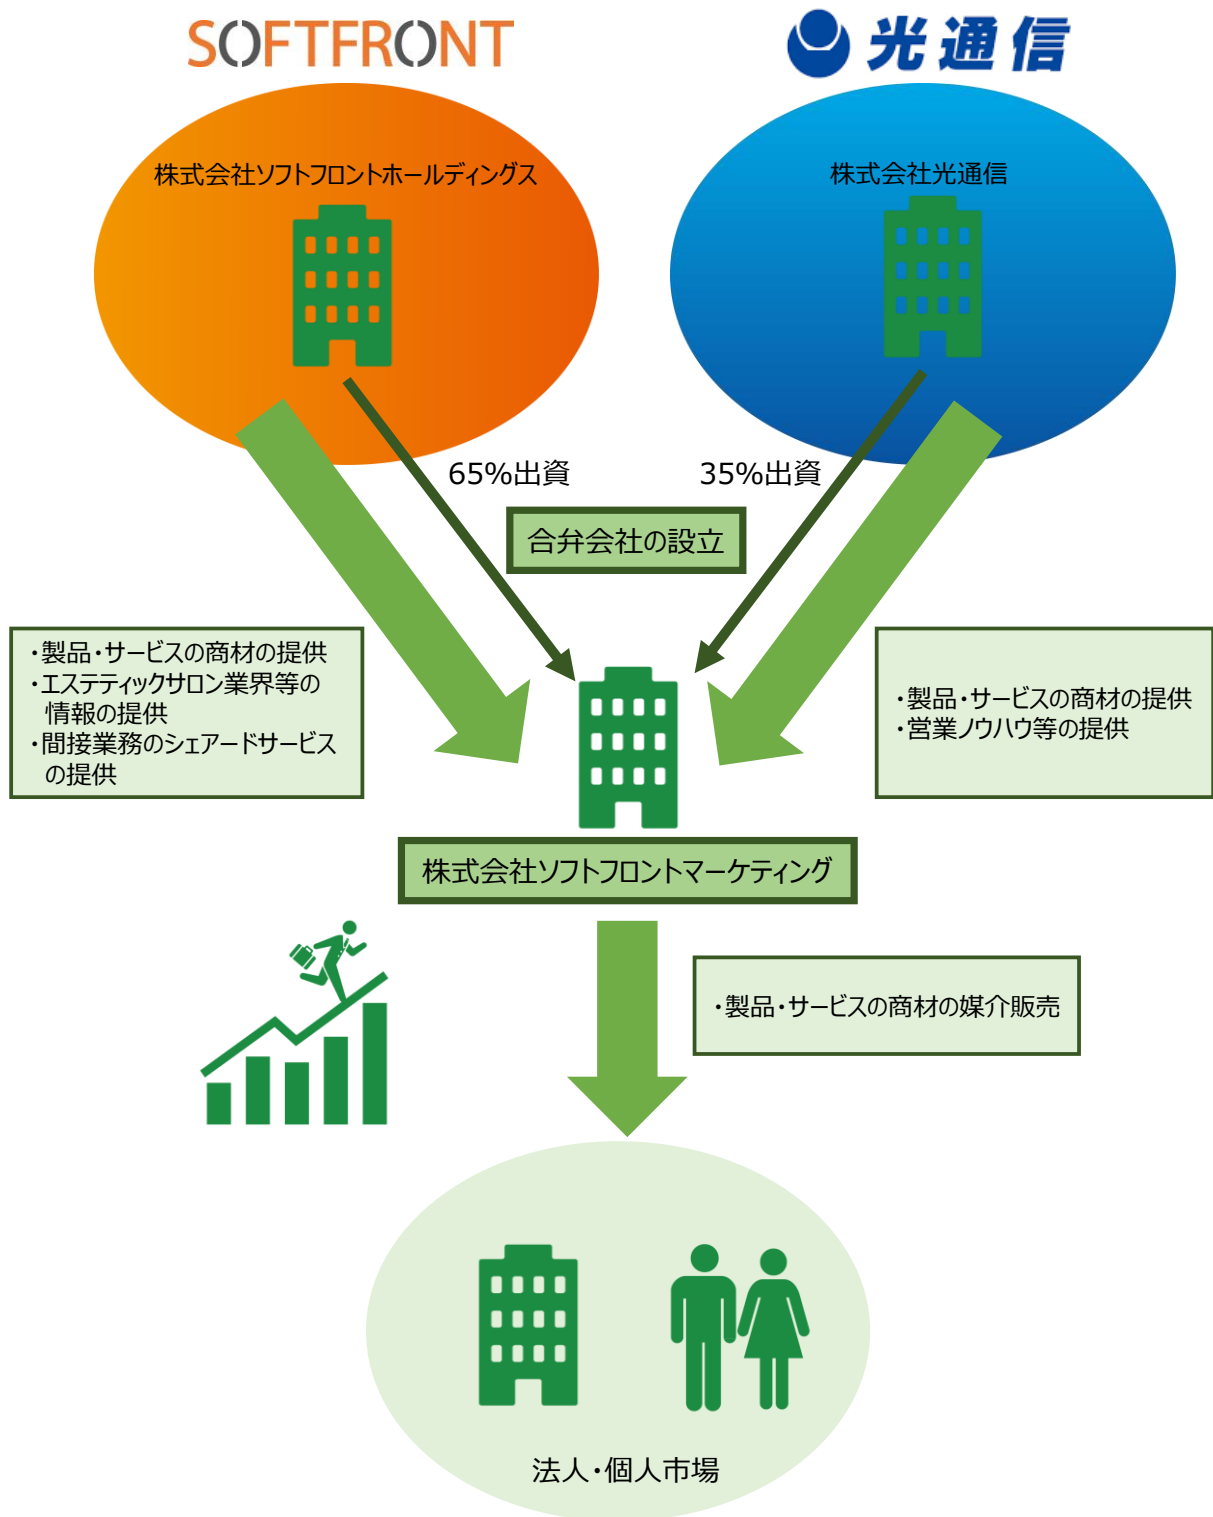 SOFTFRONT
光通信
株式会社ソフトフロントホールディングス
株式会社光通信
65%出資
35%出資
合弁会社の設立
・製品・サービスの商材の提供
・エステティックサロン業界等の
情報の提供
・間接業務のシェアードサービス
の提供
・製品・サービスの商材の提供
・営業ノウハウ等の提供
株式会社ソフトフロントマーケティング
・製品・サービスの商材の媒介販売
法人・個人市場